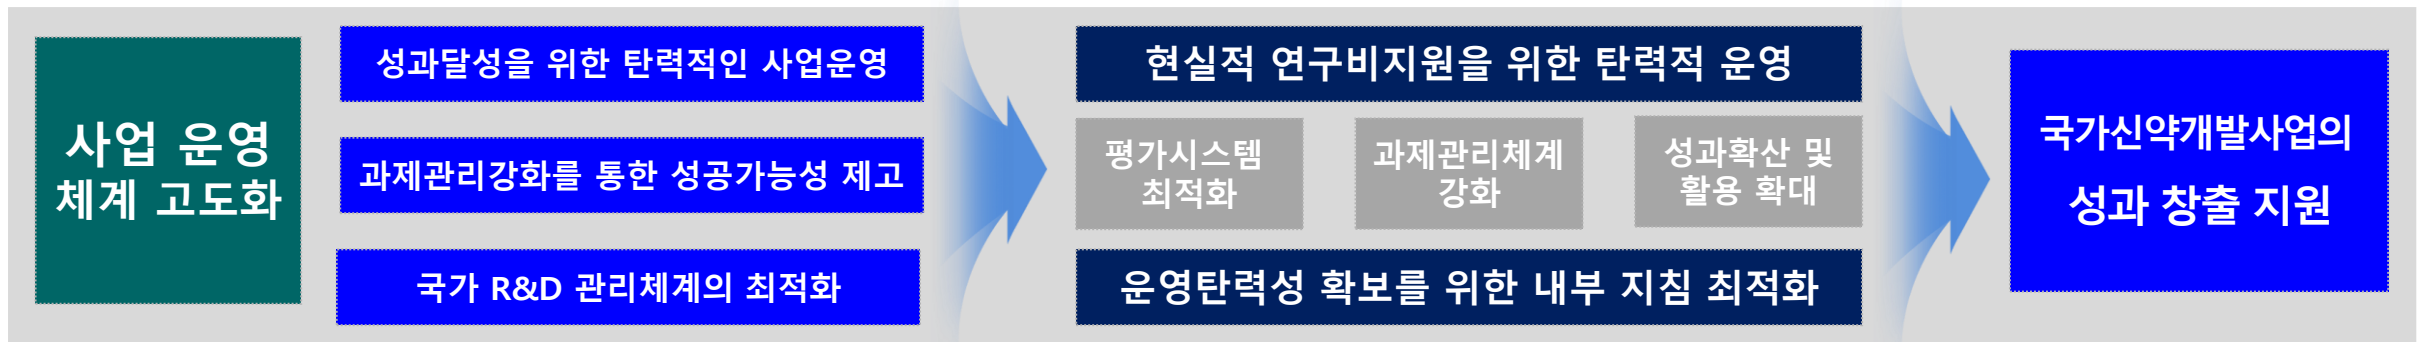 사업 운영
체계 고도화
성과달성을 위한 탄력적인 사업운영
과제관리강화를 통한 성공가능성 제고
국가 R&D 관리체계의 최적화
현실적 연구비지원을 위한 탄력적 운영
평가시스템
최적화
과제관리체계
강화
성과확산 및
활용 확대
운영탄력성 확보를 위한 내부 지침 최적화
국가신약개발사업의
성과 창출 지원